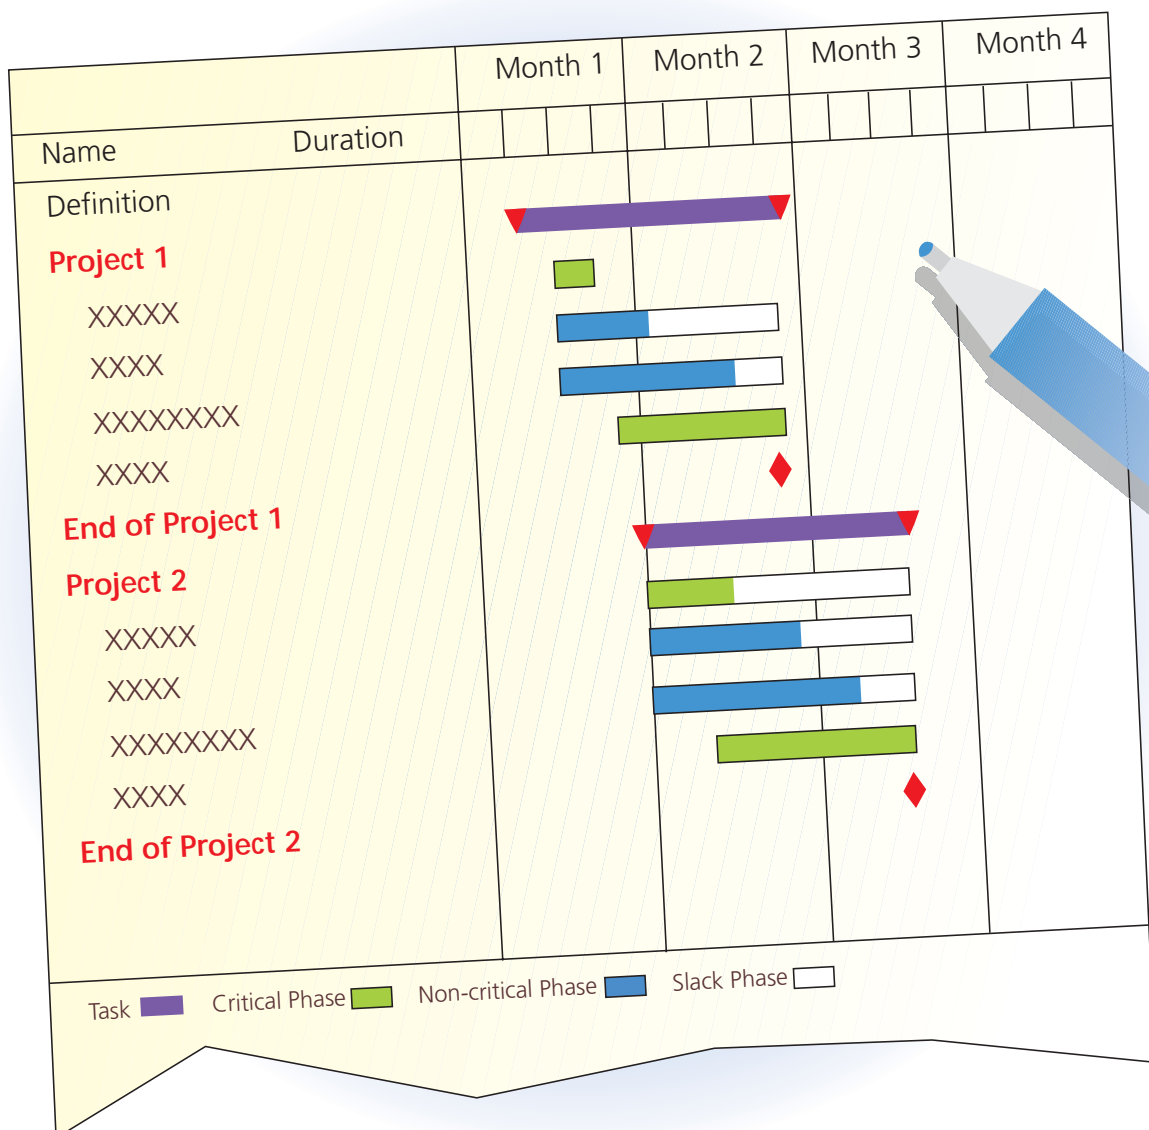 Month 1 Month 2 Month 3 Month 4
Name Duration
Definition
Project 1
XXXXX
XXXX
XXXXXXXX
XXXX
End of Project 1
Project 2
XXXXX
XXXX
XXXXXXXX
XXXX
End of Project 2
Task Critical Phase Non-critical Phase Slack Phase